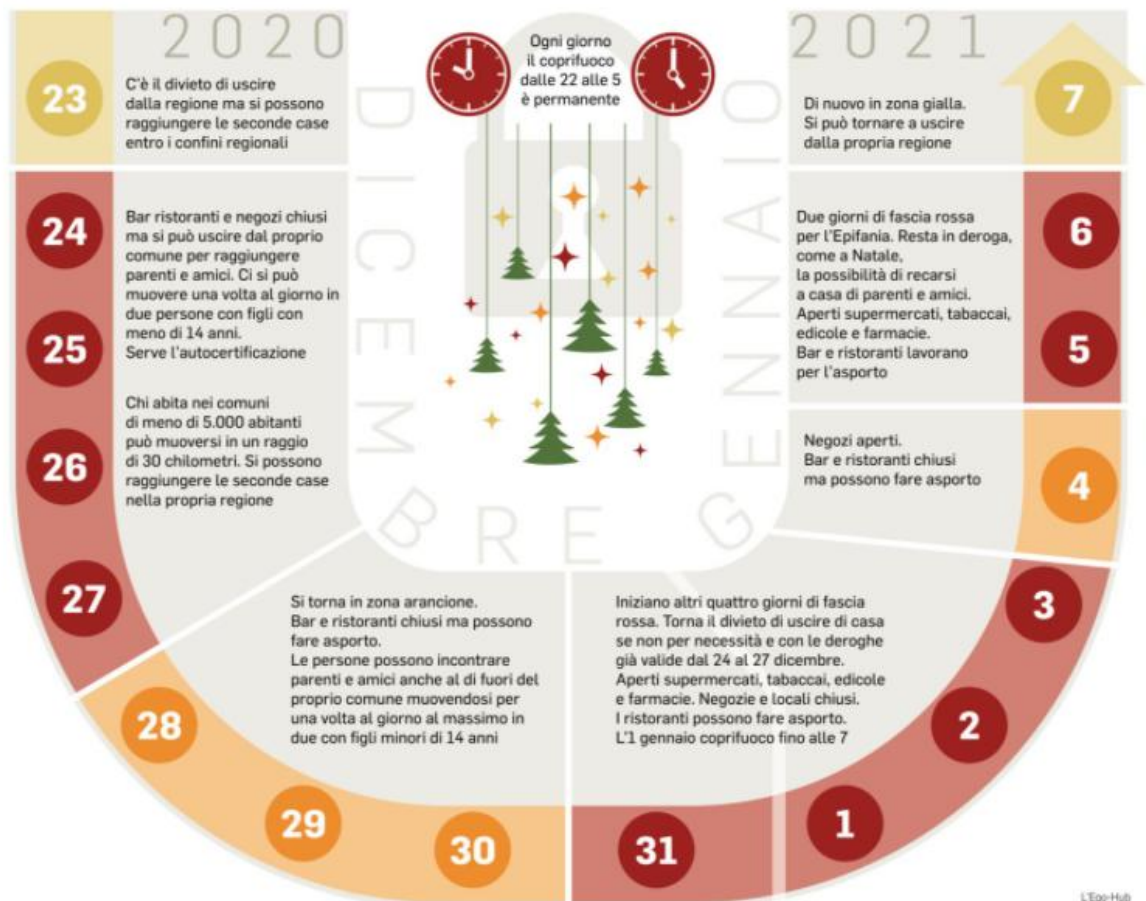 2020
23
C'è il divieto di uscire
dalla regione ma si possono
raggiungere le seconde case
entro i confini regionali
24
25
26
27
Bar ristoranti e negozi chiusi
ma si può uscire dal proprio
comune per raggiungere
parenti e amici. Ci si può
muovere una volta al giorno in
due persone con figli con
meno di 14 anni.
Serve l'autocertificazione
Chi abita nei comuni
di meno di 5.000 abitanti
può muoversi in un raggio
di 30 chilometri. Si possono
raggiungere le seconde case
nella propria regione
DICEMBRE
Ogni giorno
il coprifuoco
dalle 22 alle 5
è permanente
28
29
30
Si torna in zona arancione.
Bar e ristoranti chiusi ma possono
fare asporto.
Le persone possono incontrare
parenti e amici anche al di fuori del
proprio comune muovendosi per
una volta al giorno al massimo in
due con figli minori di 14 anni
31
1
2
3
Iniziano altri quattro giorni di fascia
rossa. Torna il divieto di uscire di casa
se non per necessità e con le deroghe
già valide dal 24 al 27 dicembre.
Aperti supermercati, tabaccai, edicole
e farmacie. Negozie e locali chiusi.
I ristoranti possono fare asporto.
L'1 gennaio coprifuoco fino alle 7
GENNAIO
4
Negozi aperti.
Bar e ristoranti chiusi
ma possono fare asporto
5
6
Due giorni di fascia rossa
per l'Epifania. Resta in deroga,
come a Natale,
la possibilità di recarsi
a casa di parenti e amici.
Aperti supermercati, tabaccai,
edicole e farmacie.
Bar e ristoranti lavorano
per l'asporto
2021
7
Di nuovo in zona gialla.
Si può tornare a uscire
dalla propria regione
L'Ego-Hub